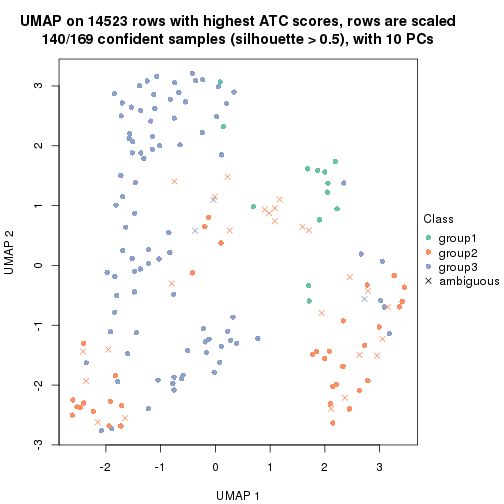 UMAP on 14523 rows with highest ATC scores, rows are scaled
140/169 confident samples (silhouette > 0.5), with 10 PCs
3
2
1
0
-1
-2
-3
UMAP 2
-2
-1
0
1
2
3
UMAP 1
Class
group1
group2
group3
ambiguous